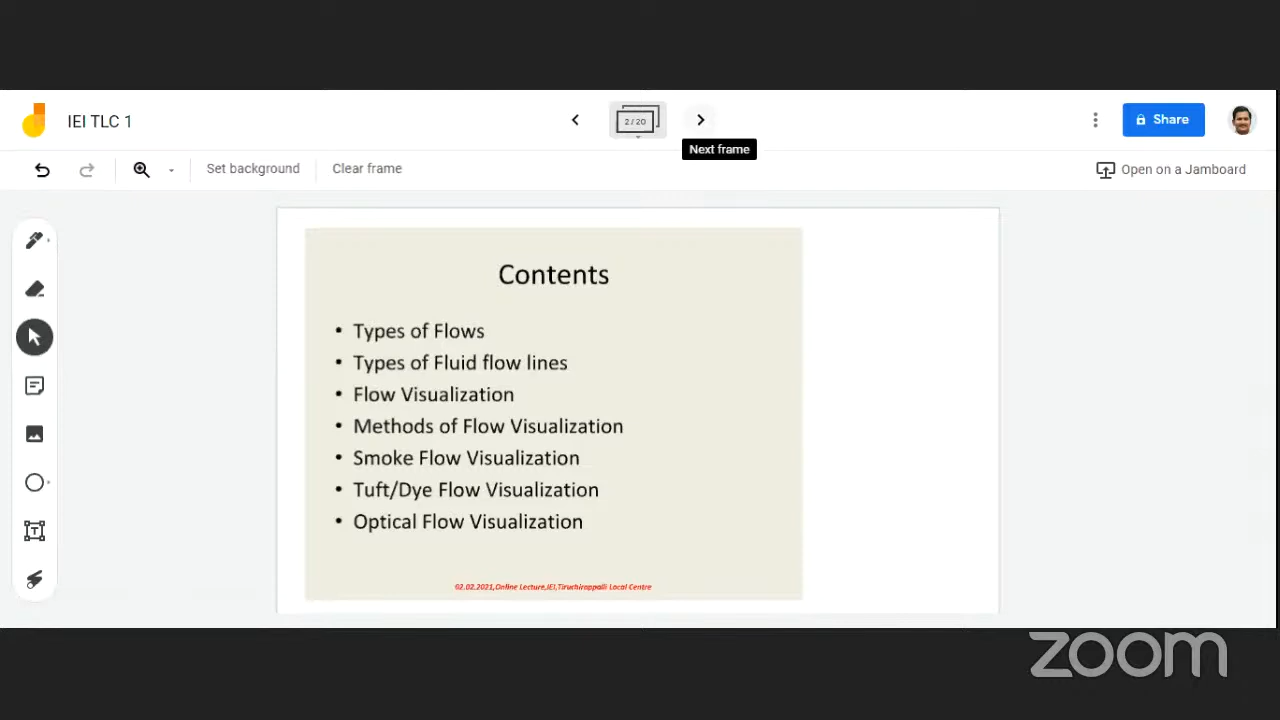 IEI TLC 1
2/20
Share
Next frame
Set background
Clear frame
Open on a Jamboard
Contents
• Types of Flows
• Types of Fluid flow lines
• Flow Visualization
• Methods of Flow Visualization
• Smoke Flow Visualization
• Tuft/Dye Flow Visualization
• Optical Flow Visualization
02.02.2021,Online Lecture,IEI,Tiruchirappalli Local Centre
zoom